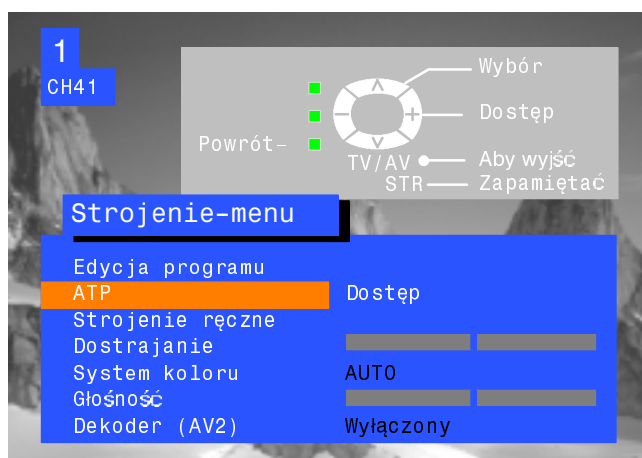 1
CH41
Wybór
Dostęp
Powrót-
TV/AV Aby wyjść
STR Zapamiętać
Strojenie-menu
Edycja programu
ATP Dostęp
Strojenie ręczne
Dostrajanie
System koloru AUTO
Głośność
Dekoder (AV2) Wyłączony